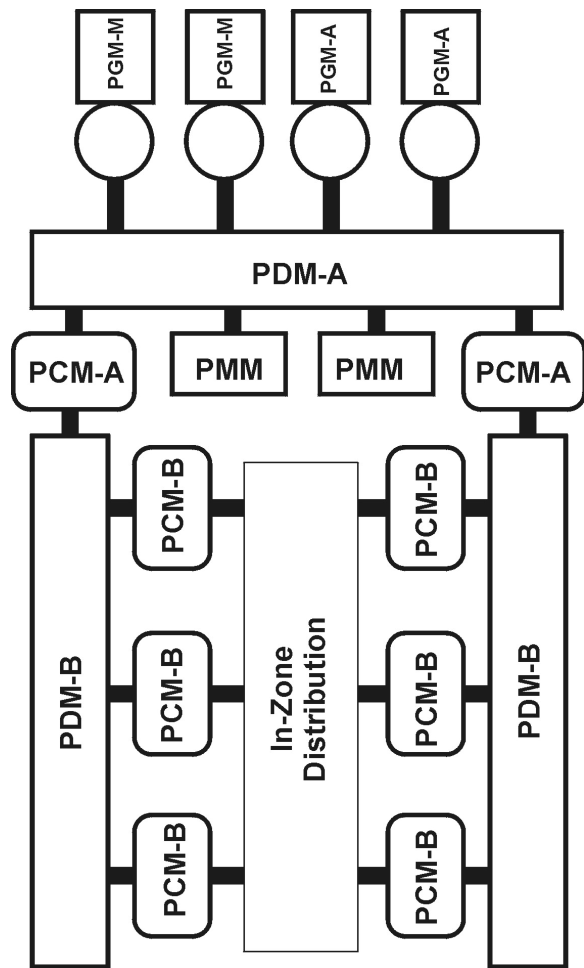 PGM-M
PGM-M
PGM-A
PGM-A
PDM-A
PCM-A
PMM
PMM
PCM-A
PDM-B
PCM-B
PCM-B
PCM-B
In-Zone
Distribution
PCM-B
PCM-B
PCM-B
PDM-B